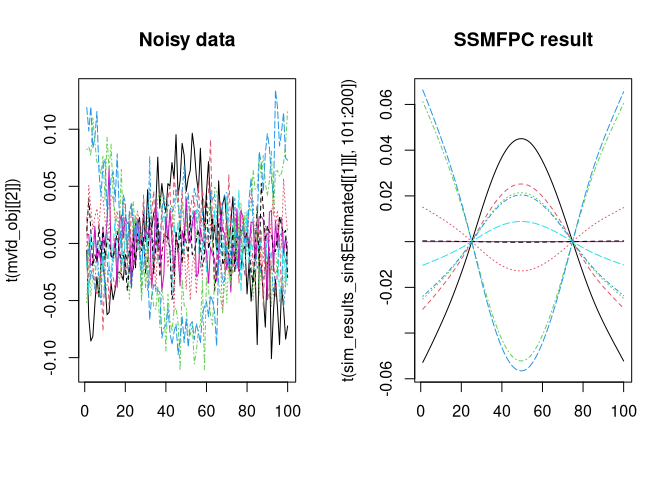 Noisy data
t(mvfd_obj[[2]])
0.10
0.05
0.00
-0.05
-0.10
0 20 40 60 80 100
SSMFPC result
t(sim_results_sin$Estimated[[1]][, 101:200])
0.06
0.04
0.02
-0.02
-0.06
0 20 40 60 80 100